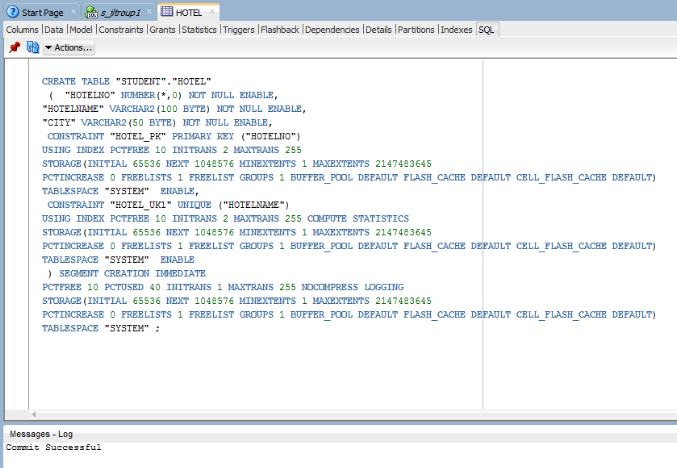 Start Page s_jltroup1 HOTEL
Columns Data Model Constraints Grants Statistics Triggers Flashback Dependencies Details Partitions Indexes SQL
Actions...
CREATE TABLE "STUDENT"."HOTEL"
( "HOTELNO" NUMBER(*,0) NOT NULL ENABLE,
"HOTELNAME" VARCHAR2(100 BYTE) NOT NULL ENABLE,
"CITY" VARCHAR2(50 BYTE) NOT NULL ENABLE,
CONSTRAINT "HOTEL_PK" PRIMARY KEY ("HOTELNO")
USING INDEX PCTFREE 10 INITRANS 2 MAXTRANS 255
STORAGE(INITIAL 65536 NEXT 1048576 MINEXTENTS 1 MAXEXTENTS 2147483645
PCTINCREASE 0 FREELISTS 1 FREELIST GROUPS 1 BUFFER_POOL DEFAULT FLASH_CACHE DEFAULT CELL_FLASH_CACHE DEFAULT)
TABLESPACE "SYSTEM" ENABLE,
CONSTRAINT "HOTEL_UK1" UNIQUE ("HOTELNAME")
USING INDEX PCTFREE 10 INITRANS 2 MAXTRANS 255 COMPUTE STATISTICS
STORAGE(INITIAL 65536 NEXT 1048576 MINEXTENTS 1 MAXEXTENTS 2147483645
PCTINCREASE 0 FREELISTS 1 FREELIST GROUPS 1 BUFFER_POOL DEFAULT FLASH_CACHE DEFAULT CELL_FLASH_CACHE DEFAULT)
TABLESPACE "SYSTEM" ENABLE
) SEGMENT CREATION IMMEDIATE
PCTFREE 10 PCTUSED 40 INITRANS 1 MAXTRANS 255 NOCOMPRESS LOGGING
STORAGE(INITIAL 65536 NEXT 1048576 MINEXTENTS 1 MAXEXTENTS 2147483645
PCTINCREASE 0 FREELISTS 1 FREELIST GROUPS 1 BUFFER_POOL DEFAULT FLASH_CACHE DEFAULT CELL_FLASH_CACHE DEFAULT)
TABLESPACE "SYSTEM" ;
Messages - Log
Commit Successful